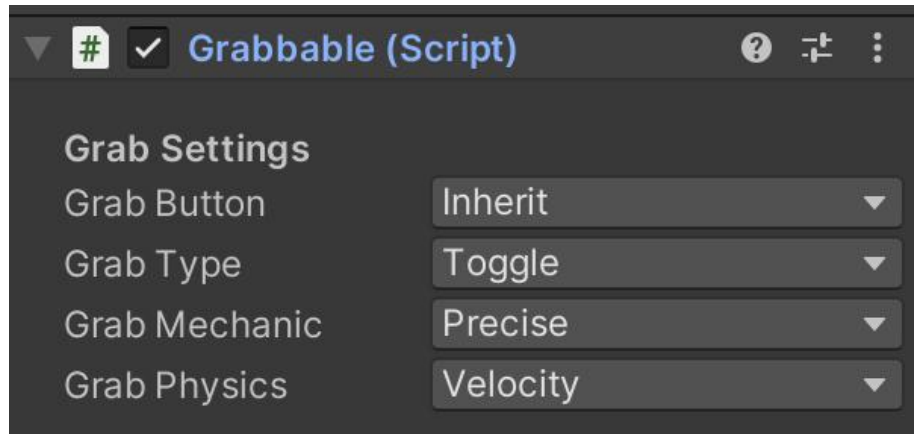 # Grabbable (Script)
Grab Settings
Grab Button Inherit
Grab Type Toggle
Grab Mechanic Precise
Grab Physics Velocity